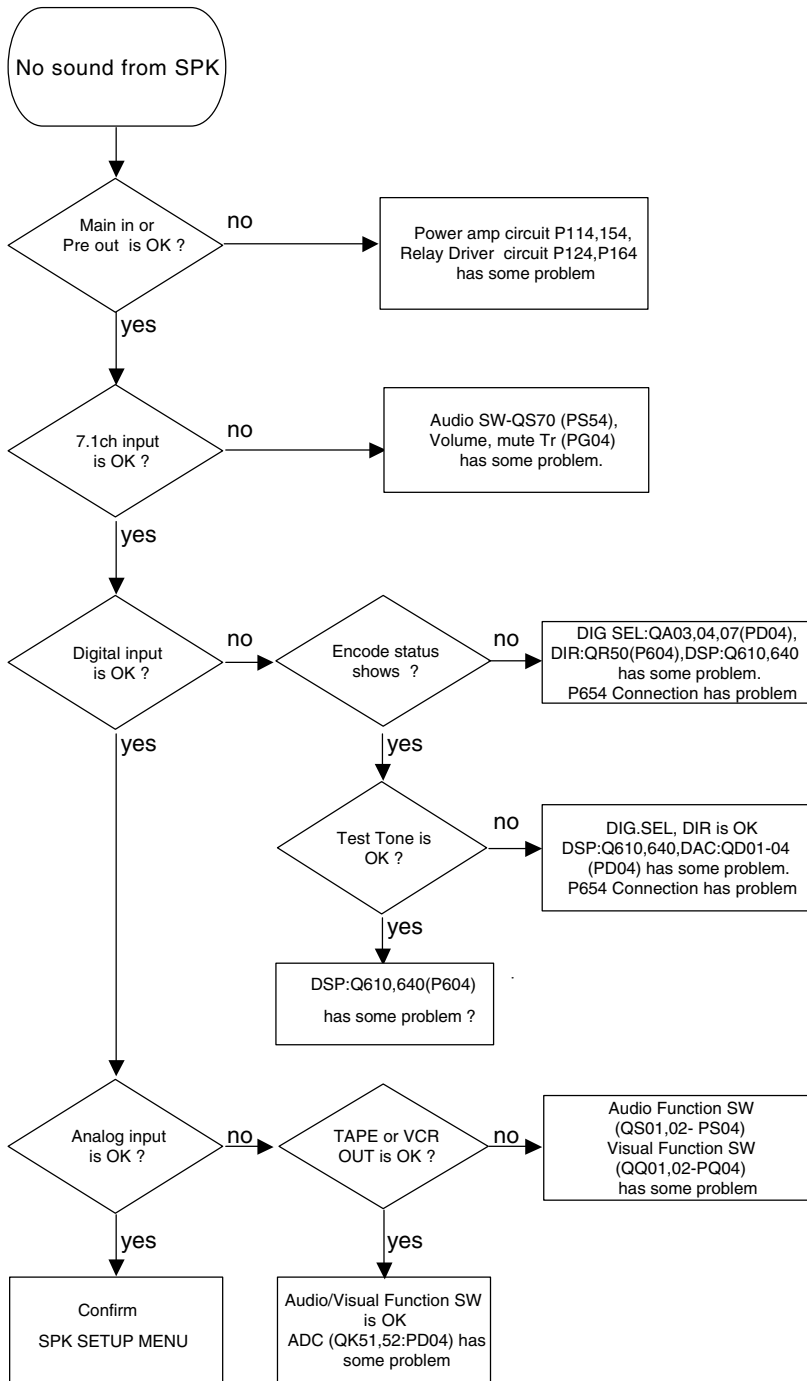 No sound from SPK
Main in or
Pre out is OK ?
no
Power amp circuit P114,154,
Relay Driver circuit P124,P164
has some problem
yes
7.1ch input
is OK ?
no
Audio SW-QS70 (PS54),
Volume, mute Tr (PG04)
has some problem.
yes
Digital input
is OK ?
no
Encode status
shows ?
no
DIG SEL:QA03,04,07(PD04),
DIR:QR50(P604),DSP:Q610,640
has some problem.
P654 Connection has problem
yes
yes
Test Tone is
OK ?
no
DIG.SEL, DIR is OK
DSP:Q610,640,DAC:QD01-04
(PD04) has some problem.
P654 Connection has problem
yes
DSP:Q610,640(P604)
has some problem ?
Analog input
is OK ?
no
TAPE or VCR
OUT is OK ?
no
Audio Function SW
(QS01,02- PS04)
Visual Function SW
(QQ01,02-PQ04)
has some problem
yes
yes
Confirm
SPK SETUP MENU
Audio/Visual Function SW
is OK
ADC (QK51,52:PD04) has
some problem